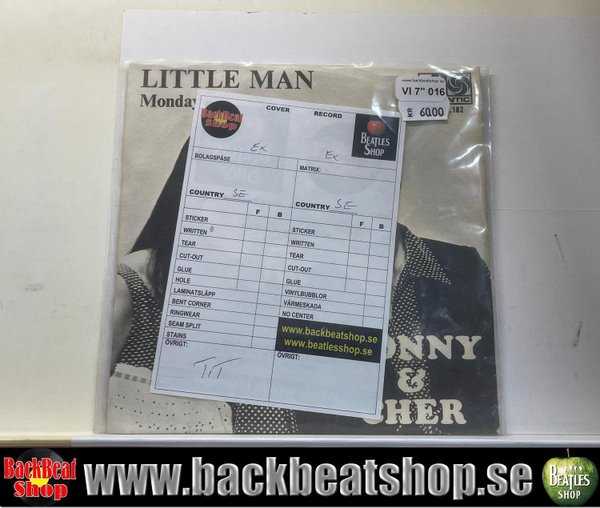 LITTLE MAN
Monday
www.backbeatshop.se
VI 7" 016
KR 60.00
182
BackBeat Shop
COVER
RECORD
BEATLES SHOP
Ex
Ex
BOLAGSPÅSE
MATRIX:
COUNTRY SE
COUNTRY SE
F B
F B
STICKER
STICKER
WRITTEN
WRITTEN
TEAR
TEAR
CUT-OUT
CUT-OUT
GLUE
GLUE
HOLE
LAMINATSLÄPP
VINYLBUBBLOR
BENT CORNER
VÄRMESKADA
RINGWEAR
NO CENTER
SEAM SPLIT
STAINS
www.backbeatshop.se
www.beatlesshop.se
ÖVRIGT:
ÖVRIGT:
ONNY
&
CHER
BackBeat Shop
www.backbeatshop.se
BEATLES SHOP